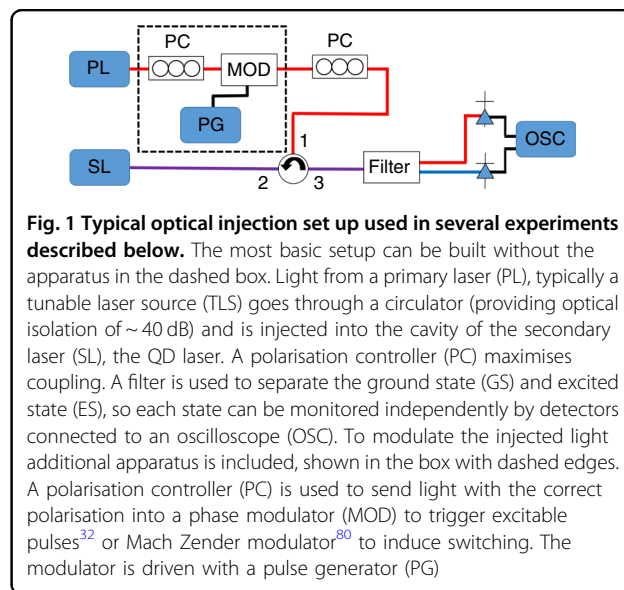 PC
PC
PL
MOD
PG
1
OSC
SL
2
3
Filter
Fig. 1 Typical optical injection set up used in several experiments
described below. The most basic setup can be built without the
apparatus in the dashed box. Light from a primary laser (PL), typically a
tunable laser source (TLS) goes through a circulator (providing optical
isolation of ~ 40 dB) and is injected into the cavity of the secondary
laser (SL), the QD laser. A polarisation controller (PC) maximises
coupling. A filter is used to separate the ground state (GS) and excited
state (ES), so each state can be monitored independently by detectors
connected to an oscilloscope (OSC). To modulate the injected light
additional apparatus is included, shown in the box with dashed edges.
A polarisation controller (PC) is used to send light with the correct
polarisation into a phase modulator (MOD) to trigger excitable
pulses32 or Mach Zender modulator80 to induce switching. The
modulator is driven with a pulse generator (PG)